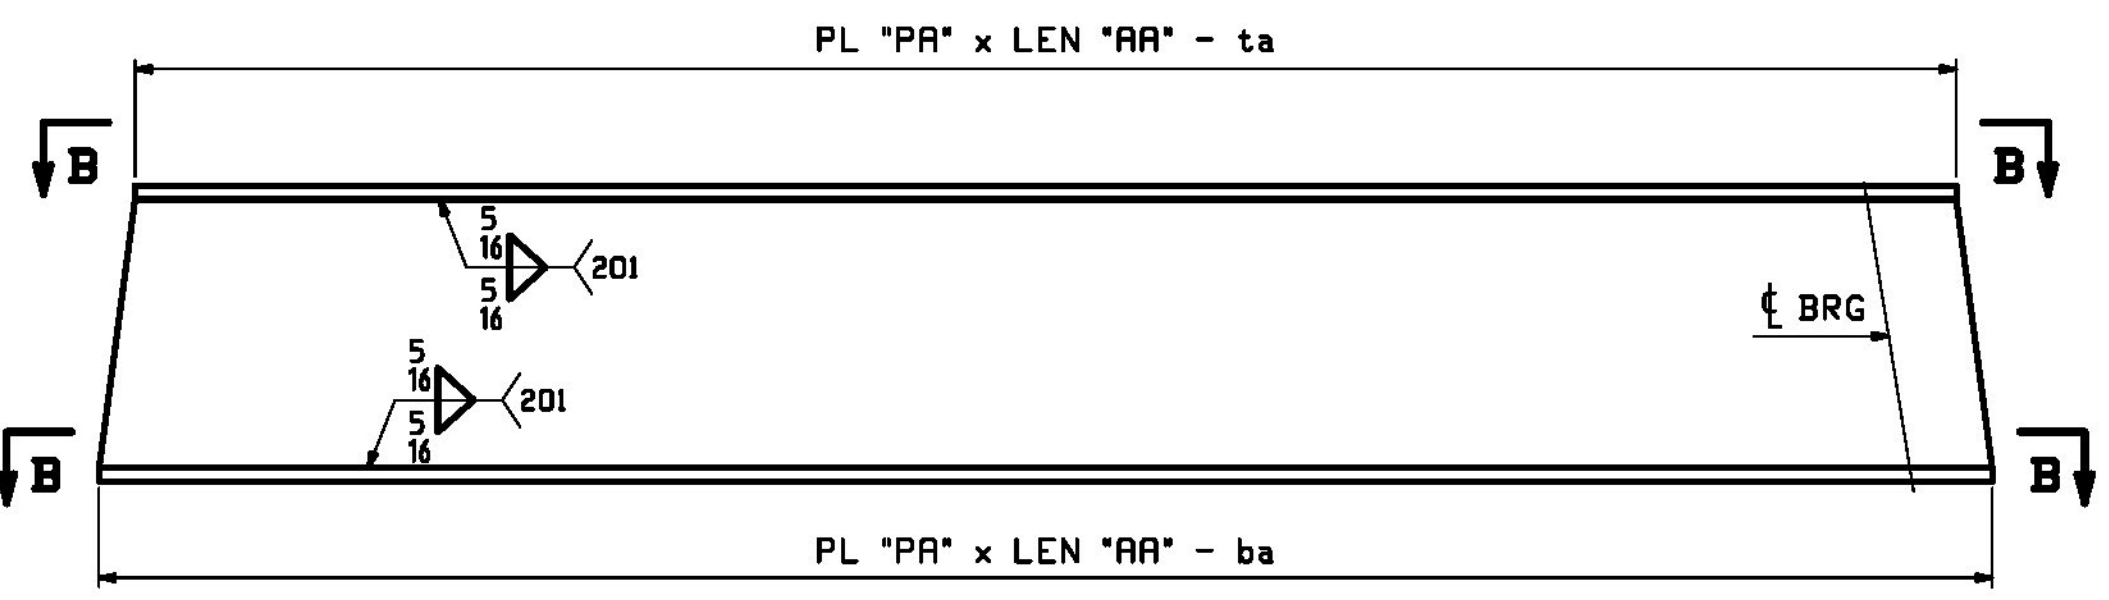 PL "PA" x LEN "AA" - ta
B
B
5
16
5
16
201
℄ BRG
5
16
5
16
201
B
B
PL "PA" x LEN "AA" - ba